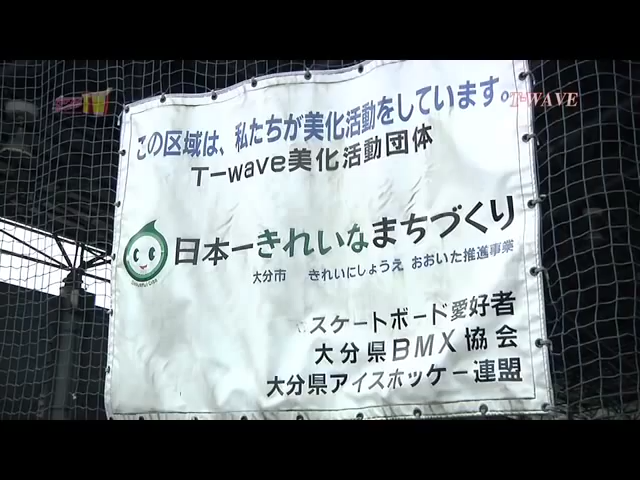 T-WAVE
この区域は、私たちが美化活動をしています。
T-wave美化活動団体
日本一きれいなまちづくり
大分市 きれいにしょうえ おおいた推進事業
スケートボード愛好者
大分県BMX協会
大分県アイスホッケー連盟